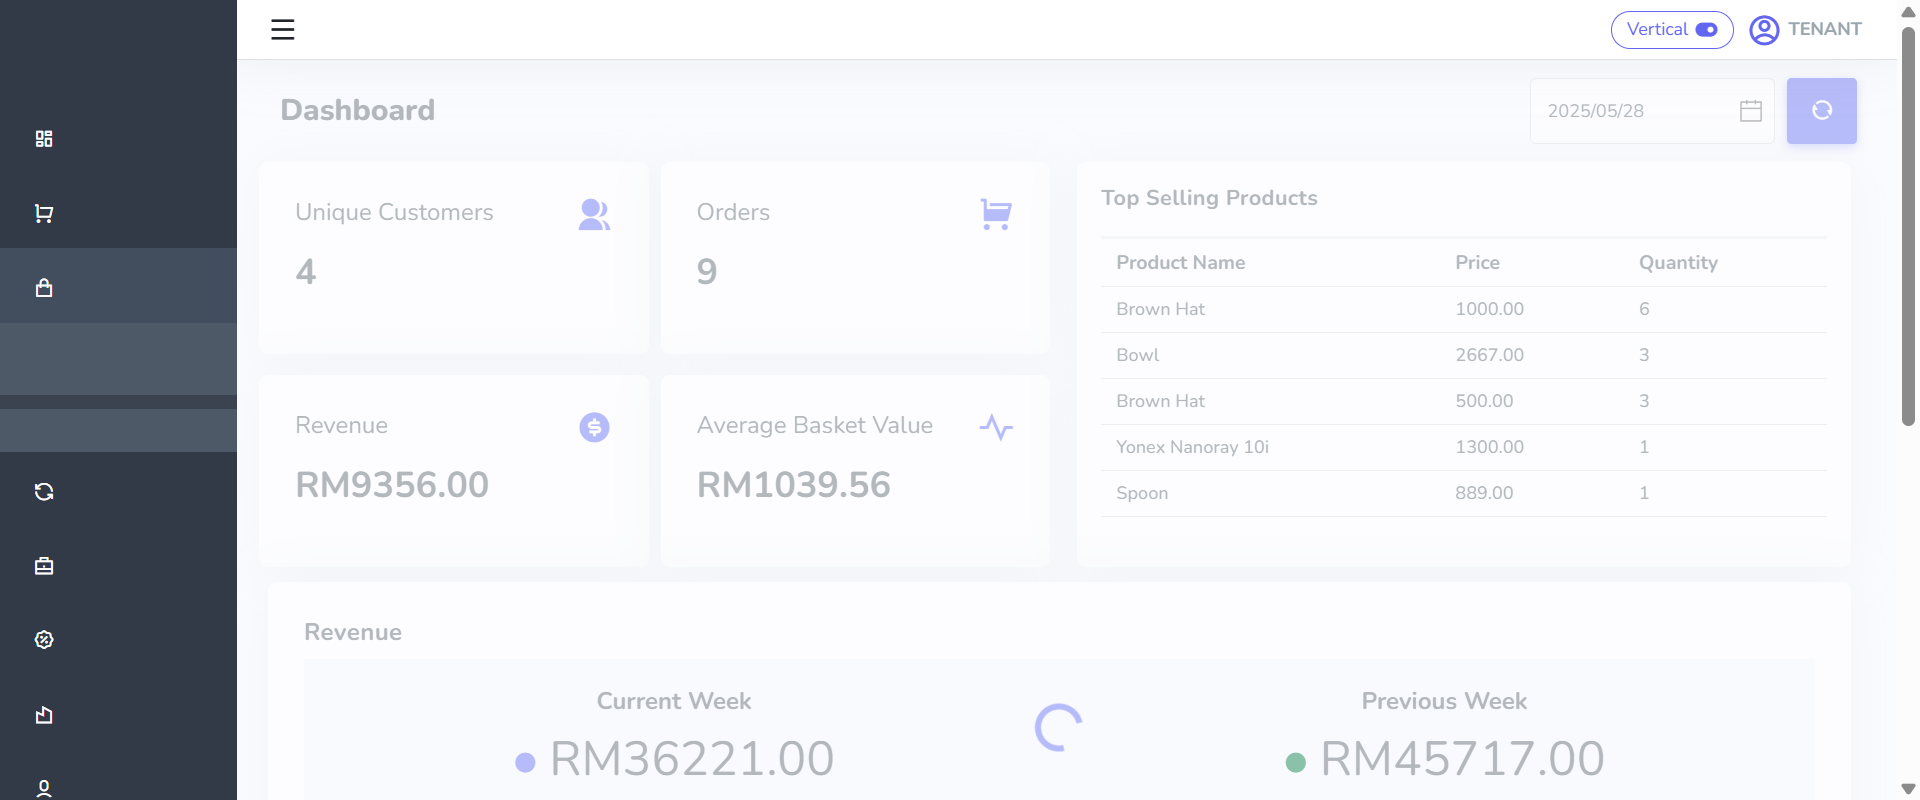 Vertical
TENANT
Dashboard
2025/05/28
Unique Customers
4
Orders
9
Revenue
RM9356.00
Average Basket Value
RM1039.56
Top Selling Products
Product Name Price Quantity
Brown Hat 1000.00 6
Bowl 2667.00 3
Brown Hat 500.00 3
Yonex Nanoray 10i 1300.00 1
Spoon 889.00 1
Revenue
Current Week
RM36221.00
Previous Week
RM45717.00